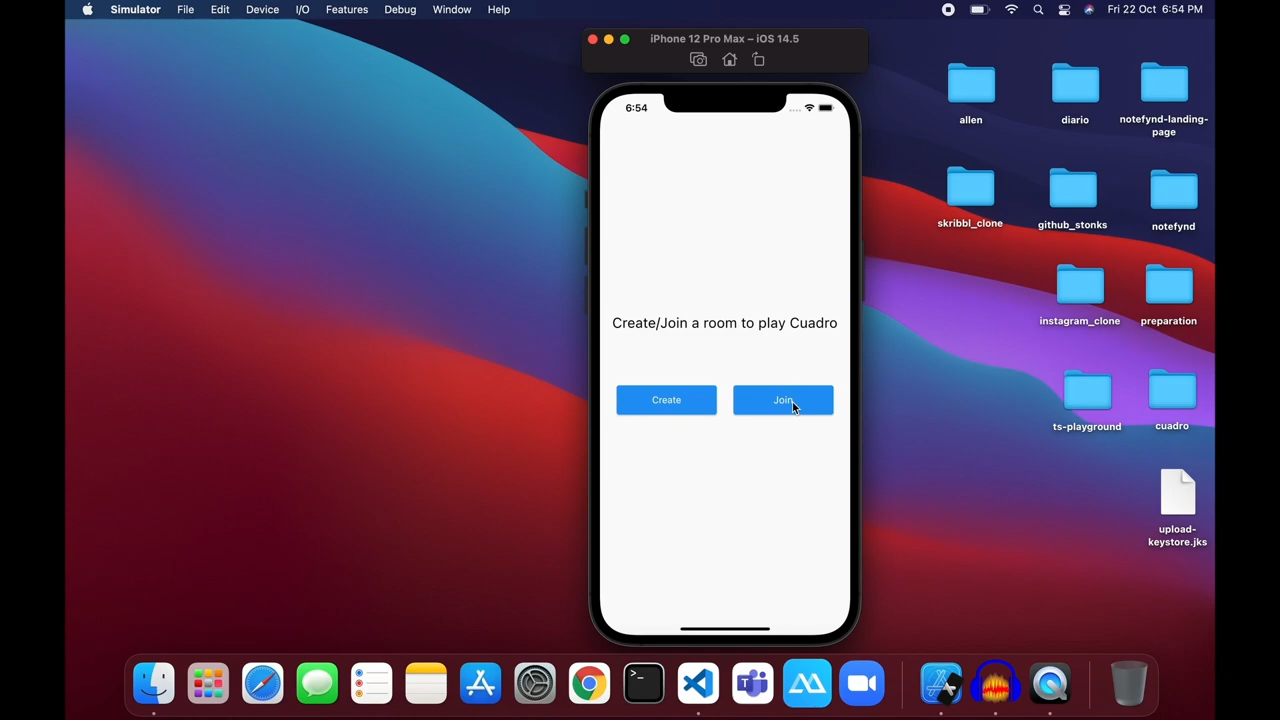 Simulator File Edit Device I/O Features Debug Window Help Fri 22 Oct 6:54 PM
iPhone 12 Pro Max – iOS 14.5
6:54
allen diario notefynd-landing-
page
skribbl_clone github_stonks notefynd
instagram_clone preparation
Create/Join a room to play Cuadro
Create Join
ts-playground cuadro
upload-
keystore.jks
>_